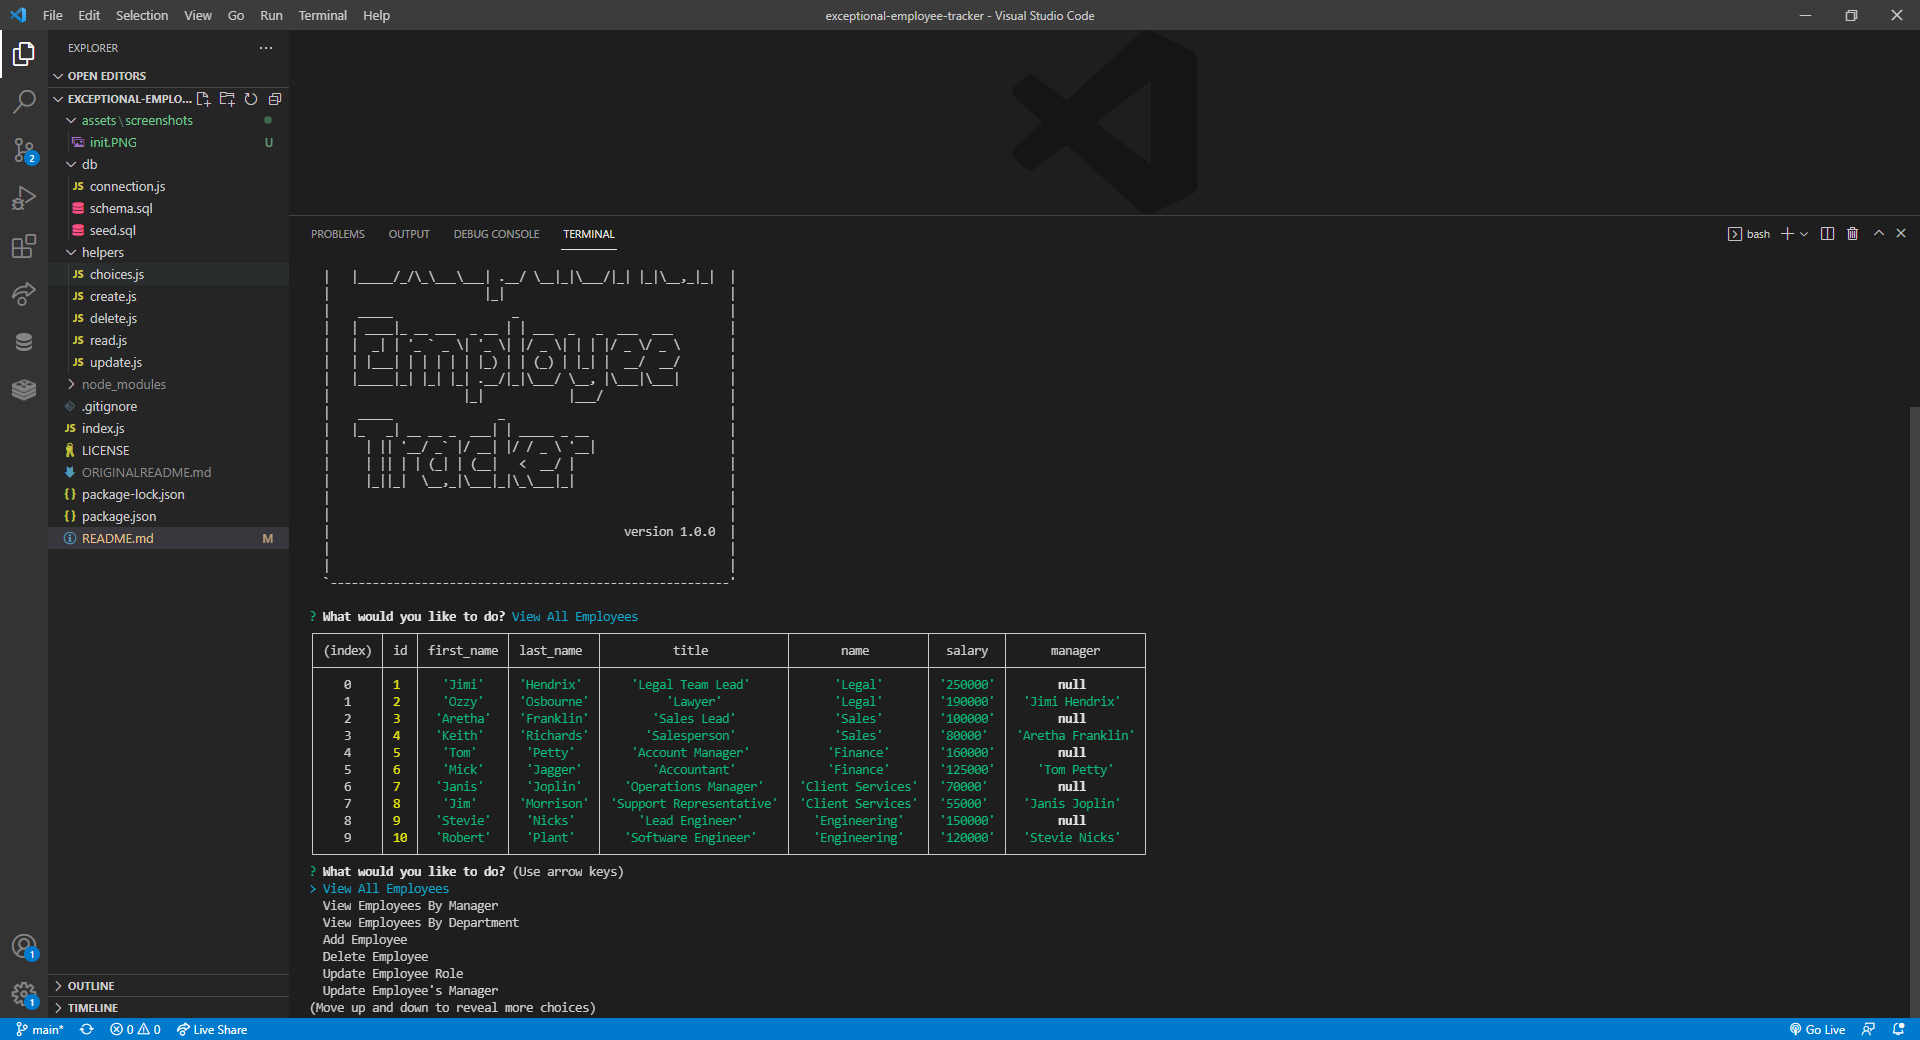 File Edit Selection View Go Run Terminal Help
exceptional-employee-tracker - Visual Studio Code
EXPLORER
OPEN EDITORS
EXCEPTIONAL-EMPLO...
assets\screenshots
init.PNG U
db
connection.js
schema.sql
seed.sql
helpers
choices.js
create.js
delete.js
read.js
update.js
node_modules
.gitignore
index.js
LICENSE
ORIGINALREADME.md
package-lock.json
package.json
README.md M
OUTLINE
TIMELINE
2
1
1
PROBLEMS OUTPUT DEBUG CONSOLE TERMINAL
bash
Employee
Tracker
version 1.0.0
? What would you like to do? View All Employees
(index) id first_name last_name title name salary manager
0 1 'Jimi' 'Hendrix' 'Legal Team Lead' 'Legal' '250000' null
1 2 'Ozzy' 'Osbourne' 'Lawyer' 'Legal' '190000' 'Jimi Hendrix'
2 3 'Aretha' 'Franklin' 'Sales Lead' 'Sales' '100000' null
3 4 'Keith' 'Richards' 'Salesperson' 'Sales' '80000' 'Aretha Franklin'
4 5 'Tom' 'Petty' 'Account Manager' 'Finance' '160000' null
5 6 'Mick' 'Jagger' 'Accountant' 'Finance' '125000' 'Tom Petty'
6 7 'Janis' 'Joplin' 'Operations Manager' 'Client Services' '70000' null
7 8 'Jim' 'Morrison' 'Support Representative' 'Client Services' '55000' 'Janis Joplin'
8 9 'Stevie' 'Nicks' 'Lead Engineer' 'Engineering' '150000' null
9 10 'Robert' 'Plant' 'Software Engineer' 'Engineering' '120000' 'Stevie Nicks'
? What would you like to do? (Use arrow keys)
> View All Employees
View Employees By Manager
View Employees By Department
Add Employee
Delete Employee
Update Employee Role
Update Employee's Manager
(Move up and down to reveal more choices)
main* 0 0 Live Share
Go Live